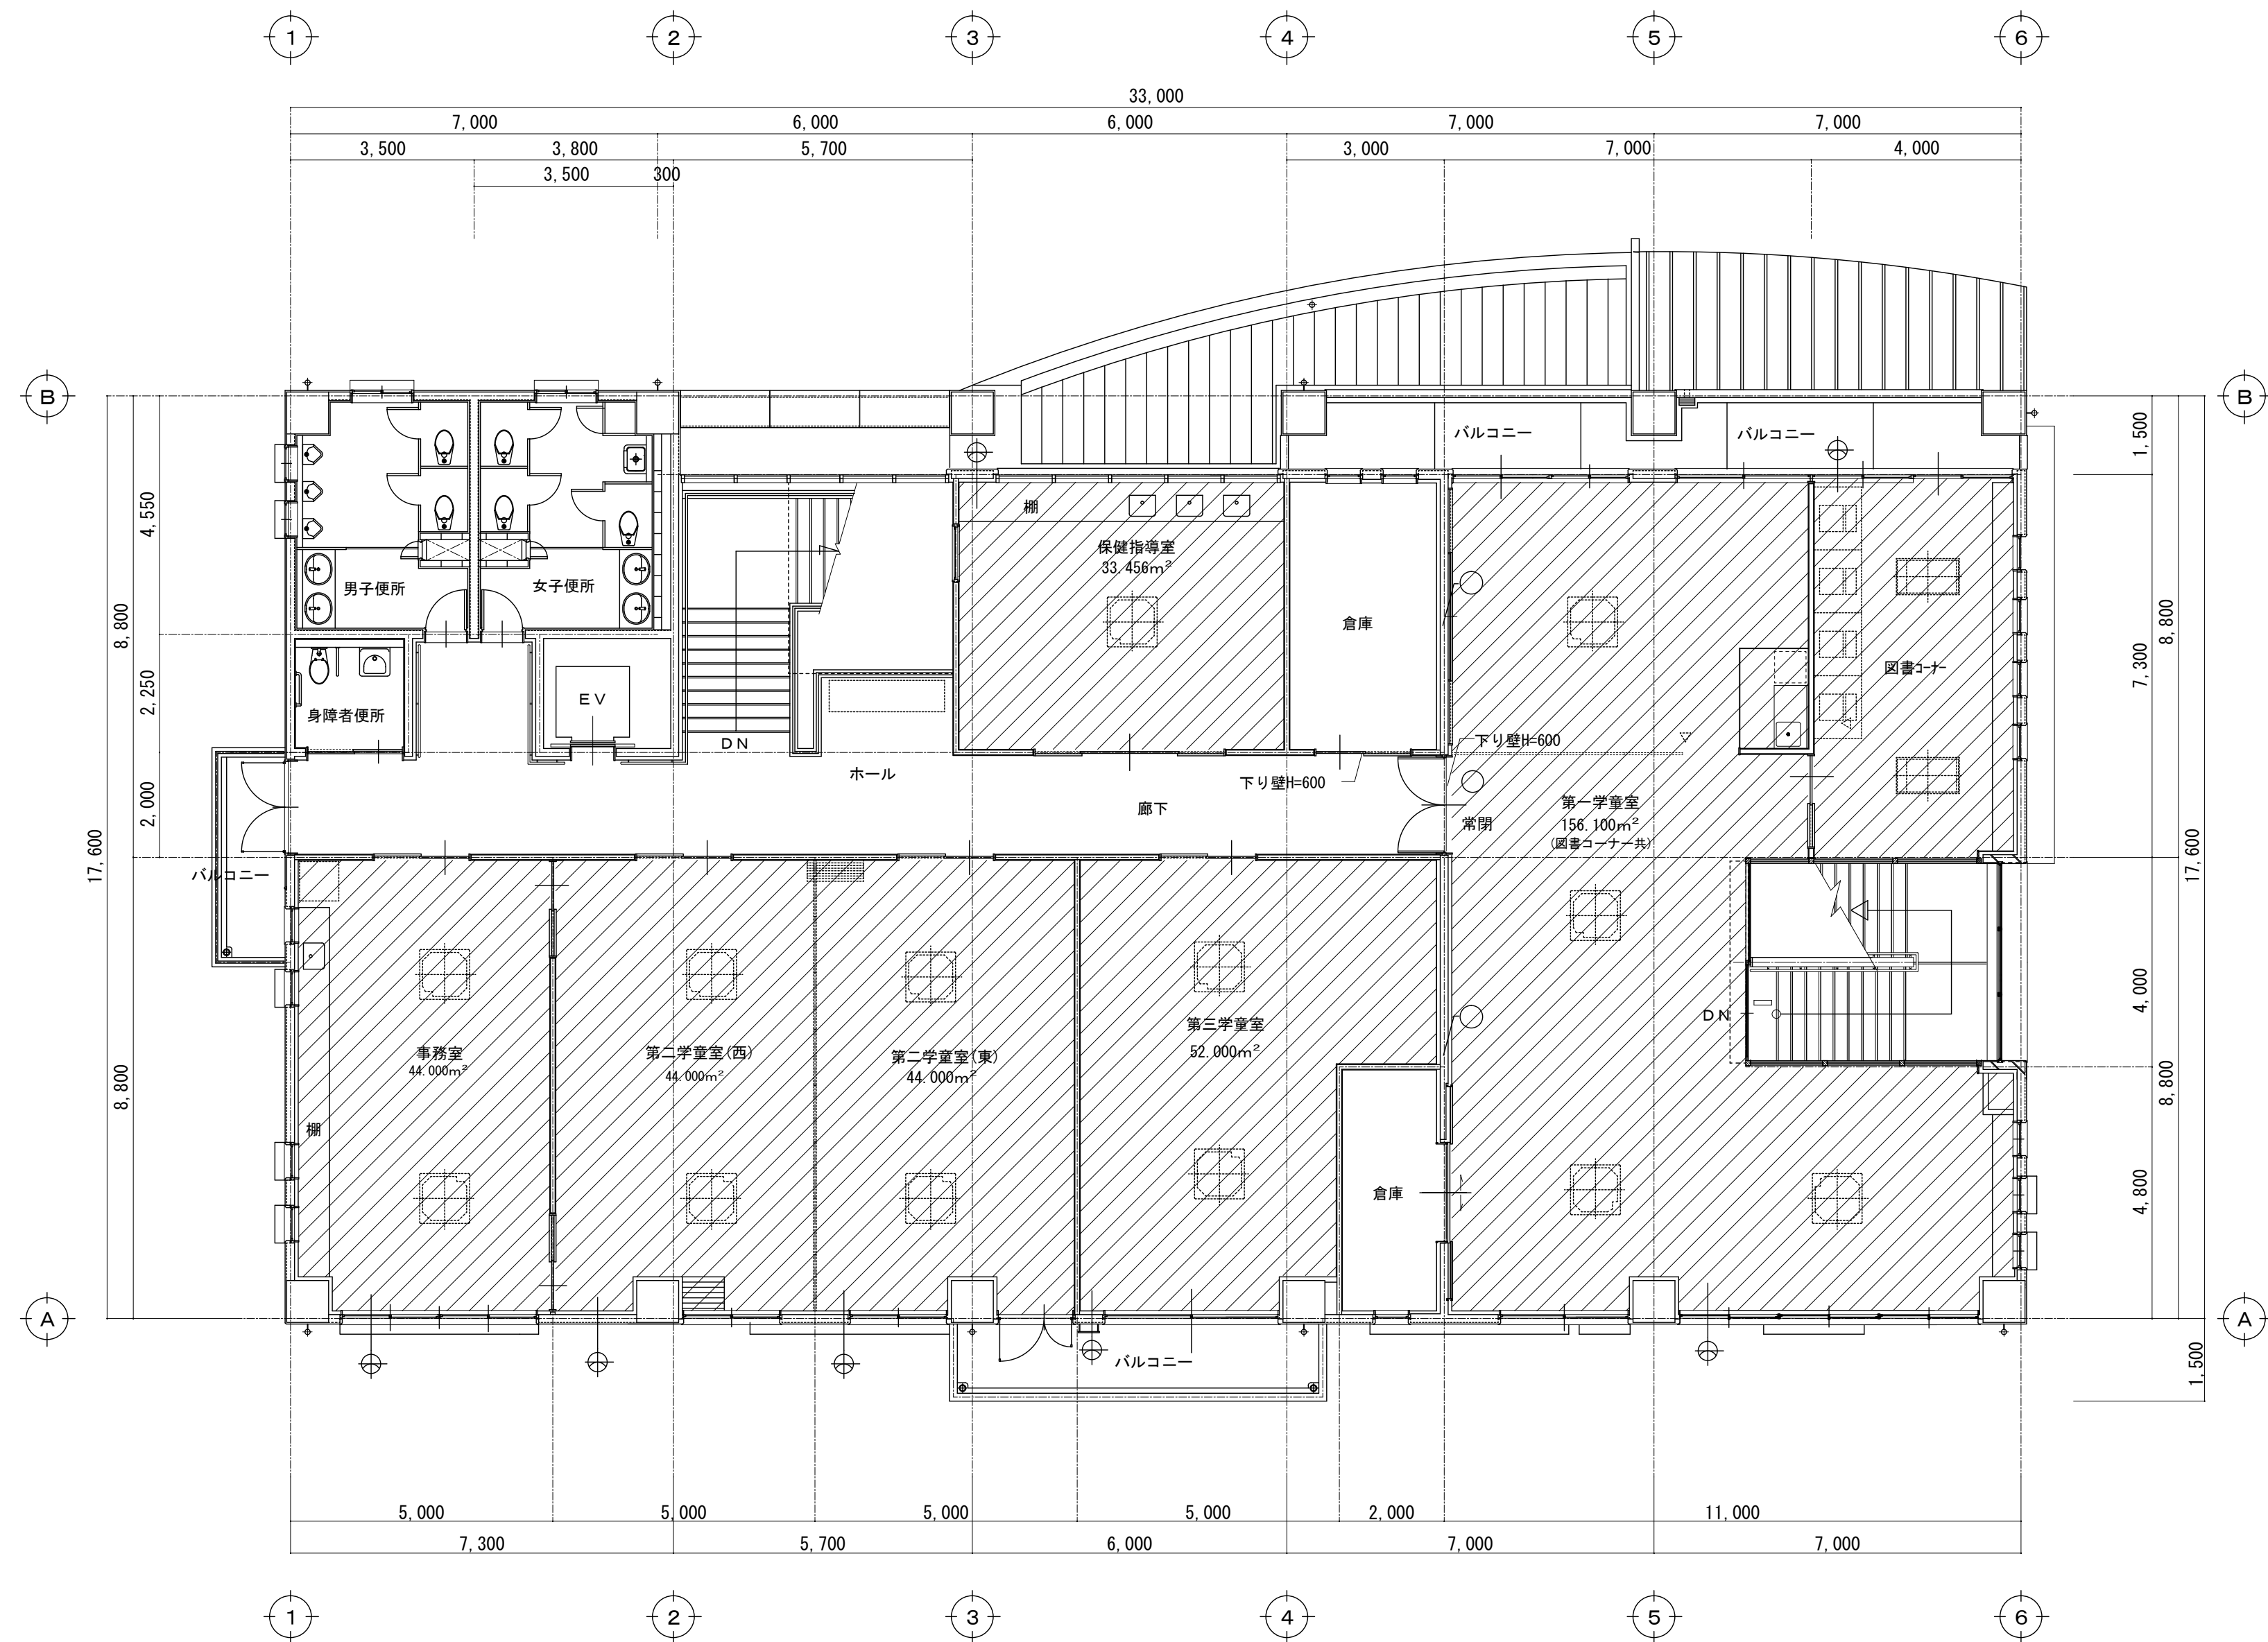 1 2 3 4 5 6
33,000
7,000 6,000 6,000 7,000 7,000
3,500 3,800 5,700 3,000 7,000 4,000
3,500 300
B B
バルコニー バルコニー
1,500
4,550
棚
保健指導室
33.456m²
男子便所 女子便所
倉庫
8,800 8,800
7,300
2,250
図書コーナー
EV
身障者便所
DN
下り壁H=600
ホール
下り壁H=600
2,000
廊下
第一学童室
156.100m²
(図書コーナー共)
常閉
17,600 17,600
バルコニー
4,000
DN
第三学童室
52.000m²
事務室
44.000m²
第二学童室(西)
44.000m²
第二学童室(東)
44.000m²
8,800 8,800
棚
倉庫
4,800
A A
バルコニー
1,500
5,000 5,000 5,000 5,000 2,000 11,000
7,300 5,700 6,000 7,000 7,000
1 2 3 4 5 6